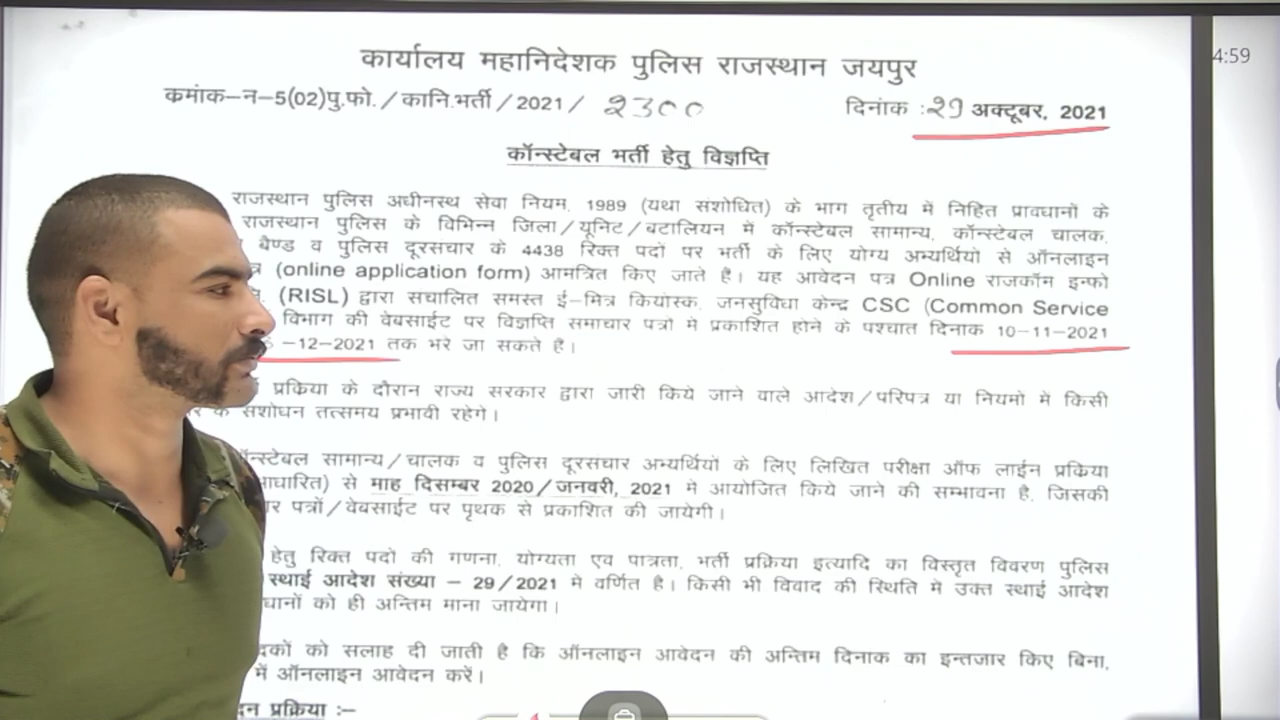 4:59
कार्यालय महानिदेशक पुलिस राजस्थान जयपुर
कमांक–न–5(02)पु.फो./कानि.भर्ती/2021/ 2300 दिनांक :29 अक्टूबर, 2021
कॉन्स्टेबल भर्ती हेतु विज्ञप्ति
राजस्थान पुलिस अधीनस्थ सेवा नियम, 1989 (यथा संशोधित) के भाग तृतीय में निहित प्रावधानों के
राजस्थान पुलिस के विभिन्न जिला/यूनिट/बटालियन में कॉन्स्टेबल सामान्य, कॉन्स्टेबल चालक,
बैण्ड व पुलिस दूरसंचार के 4438 रिक्त पदों पर भर्ती के लिए योग्य अभ्यर्थियों से ऑनलाइन
(online application form) आमंत्रित किए जाते हैं। यह आवेदन पत्र Online राजकॉम इन्फो
(RISL) द्वारा संचालित समस्त ई–मित्र कियोस्क, जनसुविधा केन्द्र CSC (Common Service
विभाग की वेबसाईट पर विज्ञप्ति समाचार पत्रों में प्रकाशित होने के पश्चात दिनांक 10–11–2021
–12–2021 तक भरे जा सकते हैं।
प्रकिया के दौरान राज्य सरकार द्वारा जारी किये जाने वाले आदेश/परिपत्र या नियमों में किसी
के संशोधन तत्समय प्रभावी रहेंगे।
सामान्य/चालक व पुलिस दूरसंचार अभ्यर्थियों के लिए लिखित परीक्षा ऑफ लाईन प्रकिया
से माह दिसम्बर 2020/जनवरी, 2021 में आयोजित किये जाने की सम्भावना है, जिसकी
पत्रों/वेबसाईट पर पृथक से प्रकाशित की जायेगी।
हेतु रिक्त पदों की गणना, योग्यता एवं पात्रता, भर्ती प्रकिया इत्यादि का विस्तृत विवरण पुलिस
स्थाई आदेश संख्या – 29/2021 में वर्णित है। किसी भी विवाद की स्थिति में उक्त स्थाई आदेश
को ही अन्तिम माना जायेगा।
को सलाह दी जाती है कि ऑनलाइन आवेदन की अन्तिम दिनांक का इन्तजार किए बिना,
में ऑनलाइन आवेदन करें।
प्रकिया :–